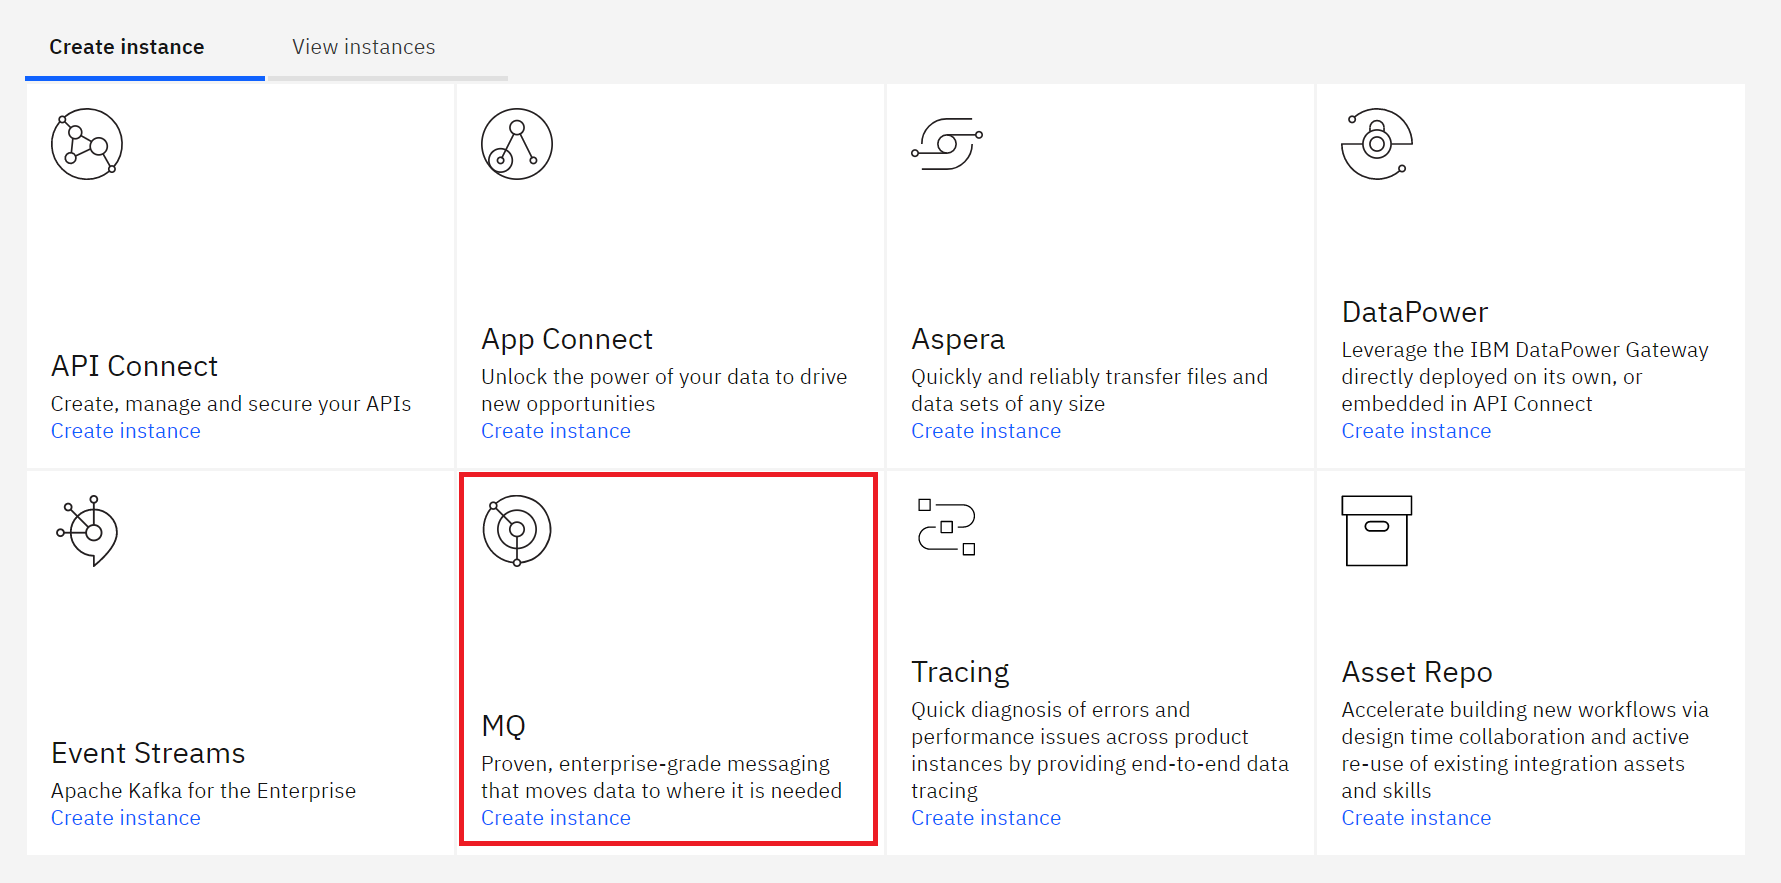 Create instance
View instances
API Connect
Create, manage and secure your APIs
Create instance
App Connect
Unlock the power of your data to drive
new opportunities
Create instance
Aspera
Quickly and reliably transfer files and
data sets of any size
Create instance
DataPower
Leverage the IBM DataPower Gateway
directly deployed on its own, or
embedded in API Connect
Create instance
Event Streams
Apache Kafka for the Enterprise
Create instance
MQ
Proven, enterprise-grade messaging
that moves data to where it is needed
Create instance
Tracing
Quick diagnosis of errors and
performance issues across product
instances by providing end-to-end data
tracing
Create instance
Asset Repo
Accelerate building new workflows via
design time collaboration and active
re-use of existing integration assets
and skills
Create instance